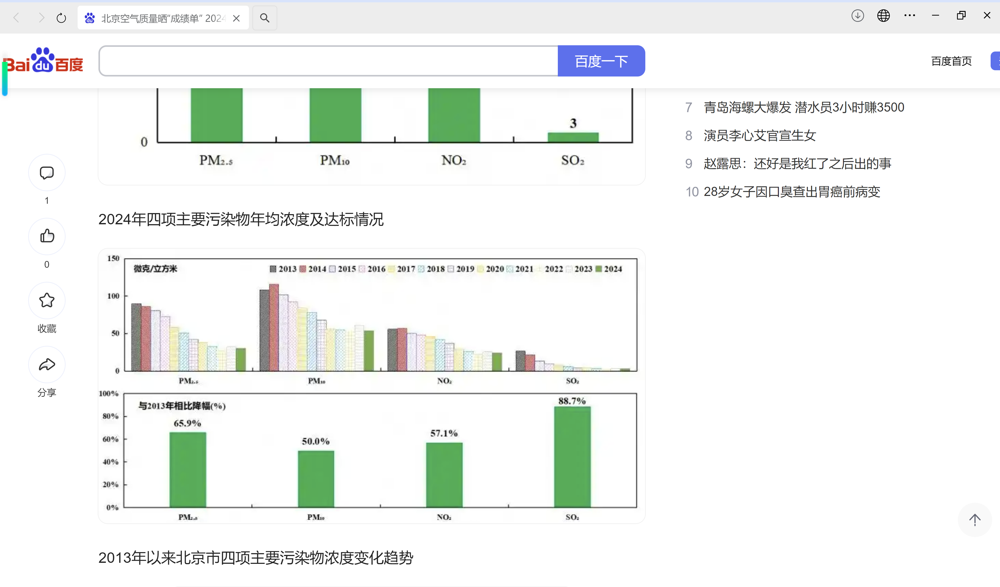 北京空气质量晒“成绩单” 2024
Bai du 百度
百度一下
百度首页
0
3
PM₂.₅ PM₁₀ NO₂ SO₂
2024年四项主要污染物年均浓度及达标情况
微克/立方米
2013 2014 2015 2016 2017 2018 2019 2020 2021 2022 2023 2024
150
100
50
0
PM₂.₅ PM₁₀ NO₂ SO₂
与2013年相比降幅(%)
100%
80%
60%
40%
20%
0%
65.9% 50.0% 57.1% 88.7%
PM₂.₅ PM₁₀ NO₂ SO₂
2013年以来北京市四项主要污染物浓度变化趋势
1
0
收藏
分享
7 青岛海螺大爆发 潜水员3小时赚3500
8 演员李心艾官宣生女
9 赵露思：还好是我红了之后出的事
10 28岁女子因口臭查出胃癌前病变